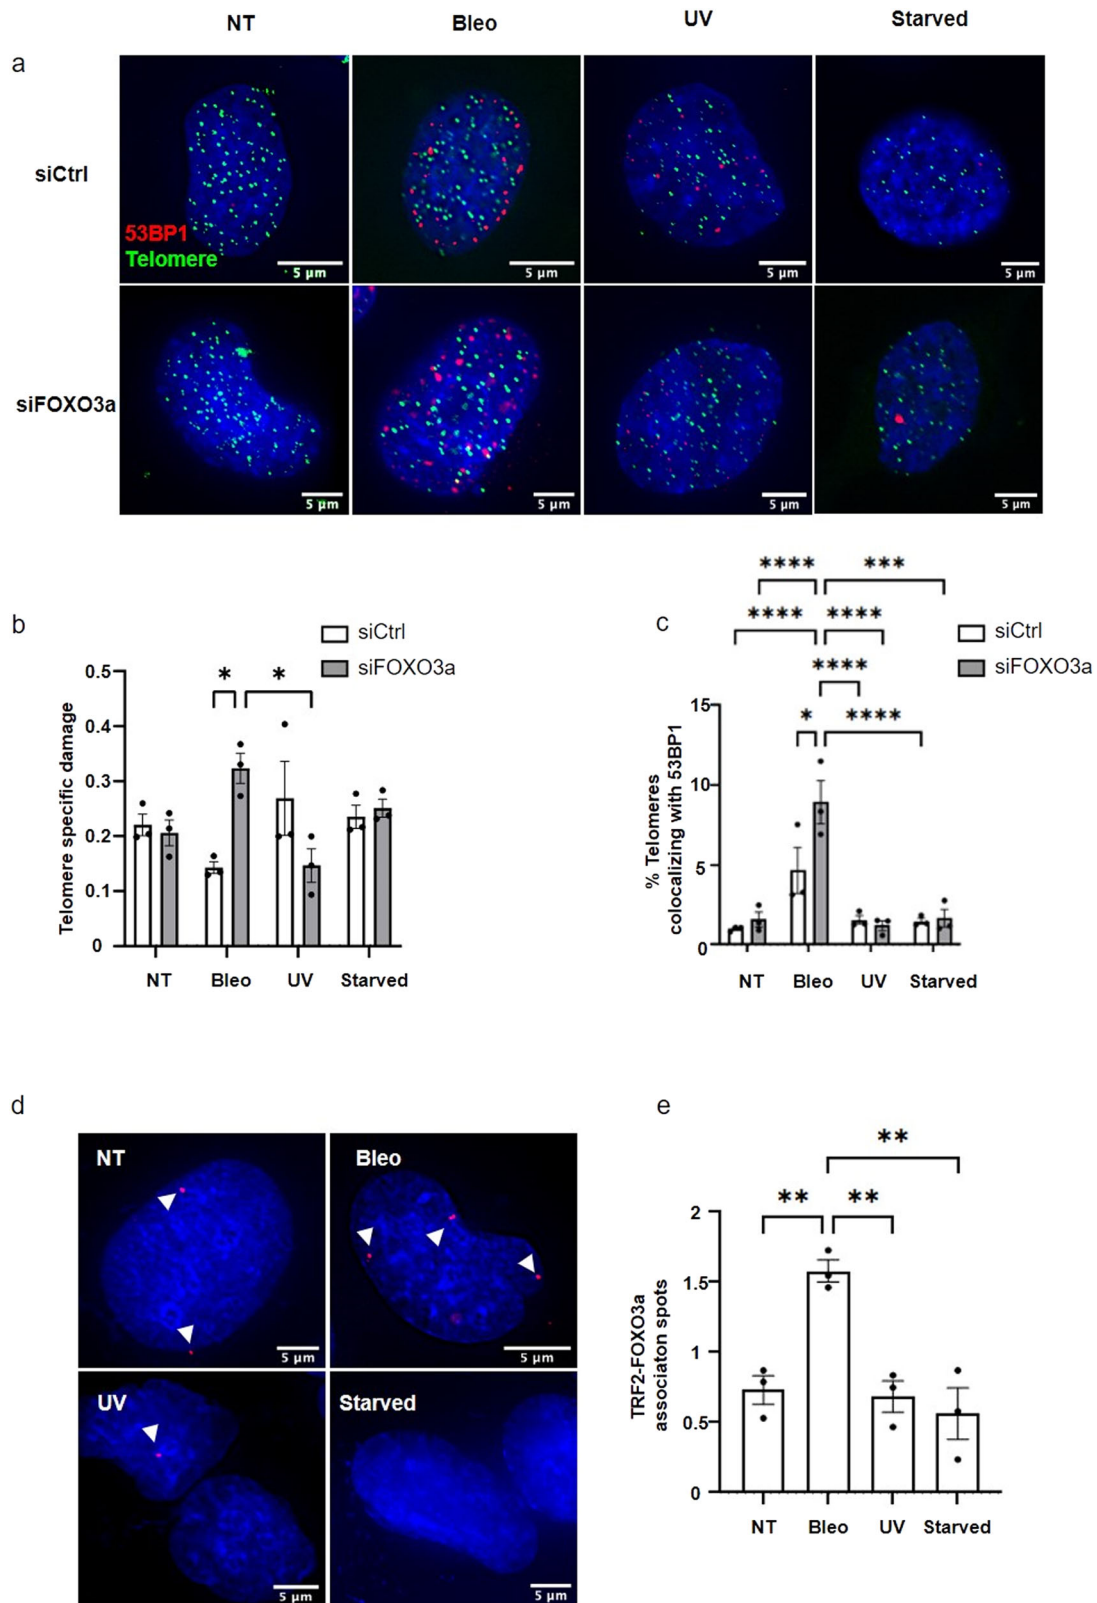 NT Bleo UV Starved
a
siCtrl
53BP1
Telomere
5 µm 5 µm 5 µm 5 µm
siFOXO3a
5 µm 5 µm 5 µm 5 µm
b
siCtrl
siFOXO3a
* *
Telomere specific damage
0.5
0.4
0.3
0.2
0.1
0
NT Bleo UV Starved
c
**** ***
**** ****
****
* ****
siCtrl
siFOXO3a
% Telomeres
colocalizing with 53BP1
15
10
5
0
NT Bleo UV Starved
d
NT Bleo
5 µm 5 µm
UV Starved
5 µm 5 µm
e
**
** **
TRF2-FOXO3a
associaton spots
2
1.5
1
0.5
0
NT Bleo UV Starved